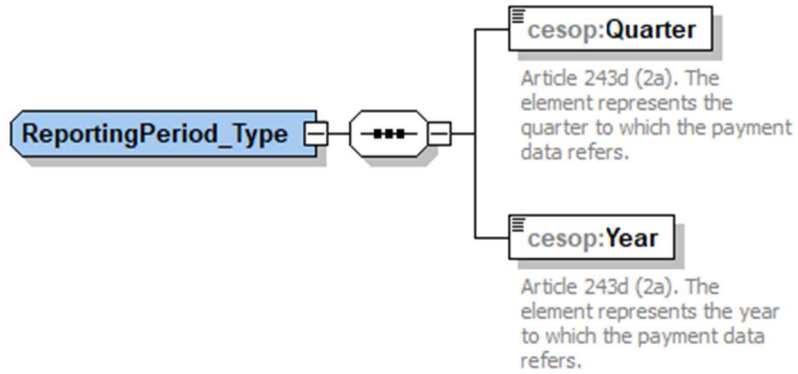 cesop:Quarter
Article 243d (2a). The
element represents the
quarter to which the payment
data refers.
ReportingPeriod_Type
cesop:Year
Article 243d (2a). The
element represents the year
to which the payment data
refers.